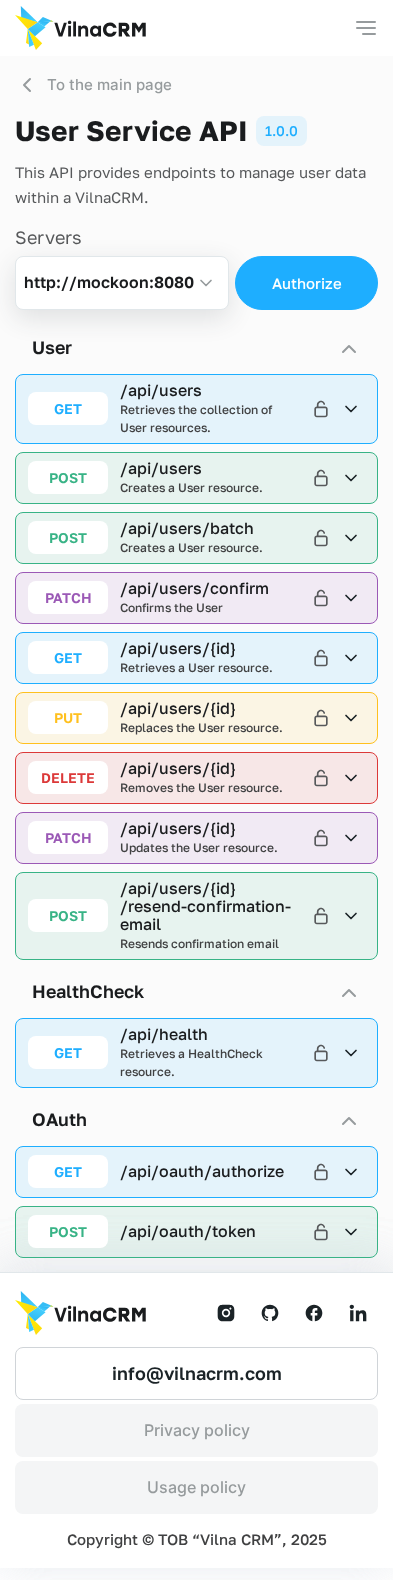 VilnaCRM
To the main page
User Service API 1.0.0
This API provides endpoints to manage user data
within a VilnaCRM.
Servers
http://mockoon:8080
Authorize
User
GET
/api/users
Retrieves the collection of
User resources.
POST
/api/users
Creates a User resource.
POST
/api/users/batch
Creates a User resource.
PATCH
/api/users/confirm
Confirms the User
GET
/api/users/{id}
Retrieves a User resource.
PUT
/api/users/{id}
Replaces the User resource.
DELETE
/api/users/{id}
Removes the User resource.
PATCH
/api/users/{id}
Updates the User resource.
POST
/api/users/{id}
/resend-confirmation-
email
Resends confirmation email
HealthCheck
GET
/api/health
Retrieves a HealthCheck
resource.
OAuth
GET
/api/oauth/authorize
POST
/api/oauth/token
VilnaCRM
info@vilnacrm.com
Privacy policy
Usage policy
Copyright © ТОВ “Vilna CRM”, 2025